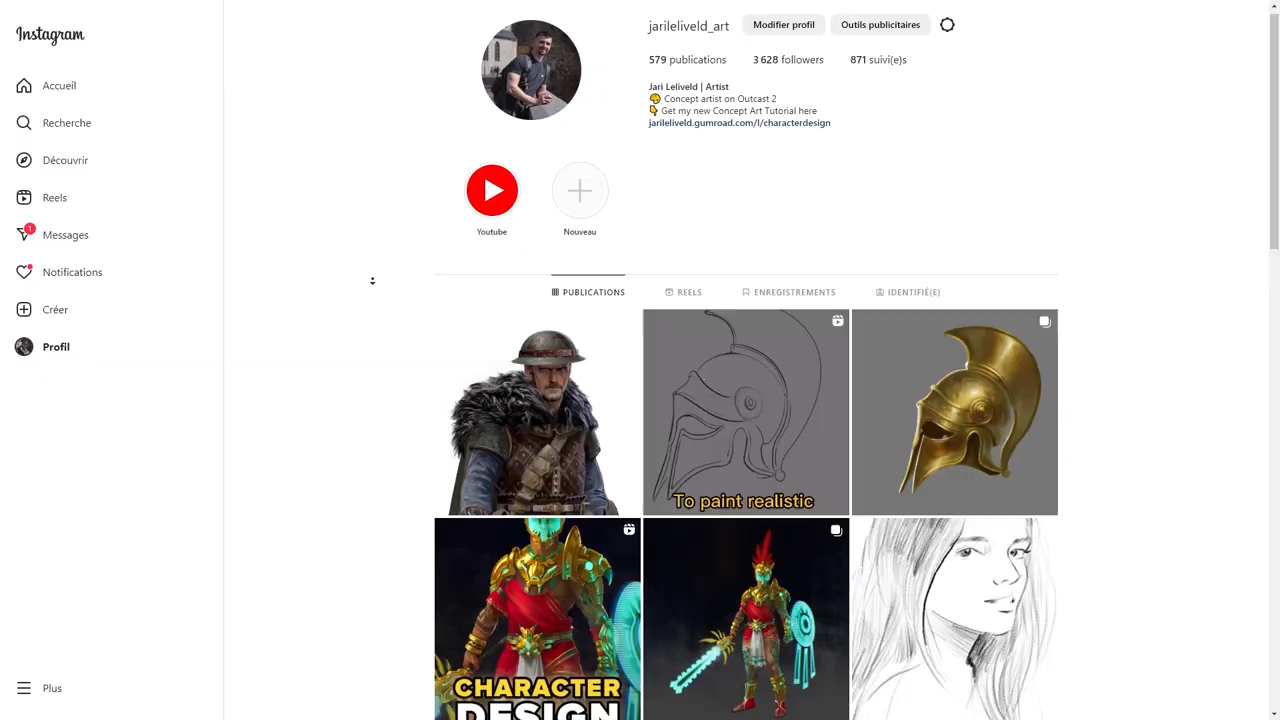 Instagram
Accueil
Recherche
Découvrir
Reels
1
Messages
Notifications
Créer
Profil
Plus
jarileliveld_art
Modifier profil
Outils publicitaires
579 publications
3 628 followers
871 suivi(e)s
Jari Leliveld | Artist
Concept artist on Outcast 2
Get my new Concept Art Tutorial here
jarileliveld.gumroad.com/l/characterdesign
Youtube
Nouveau
PUBLICATIONS
REELS
ENREGISTREMENTS
IDENTIFIÉ(E)
To paint realistic
CHARACTER
DESIGN